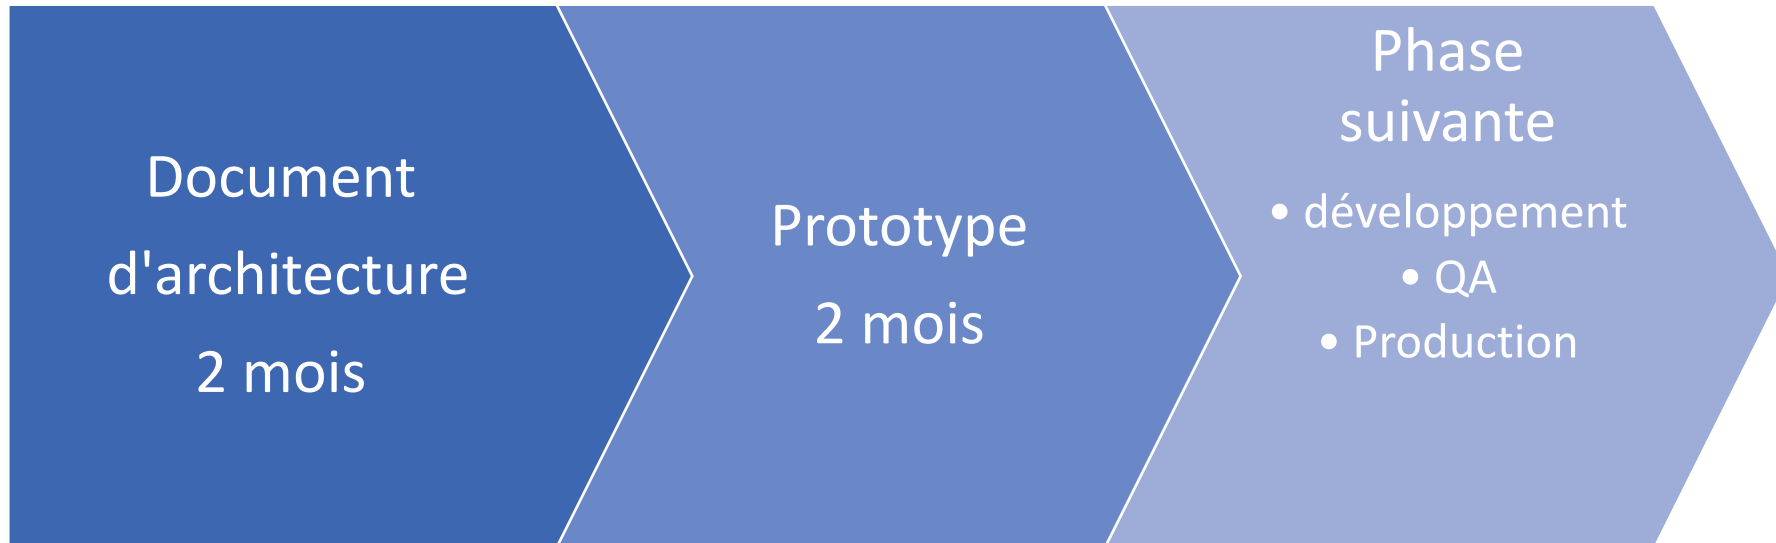 Document
d'architecture
2 mois
Prototype
2 mois
Phase
suivante
• développement
• QA
• Production